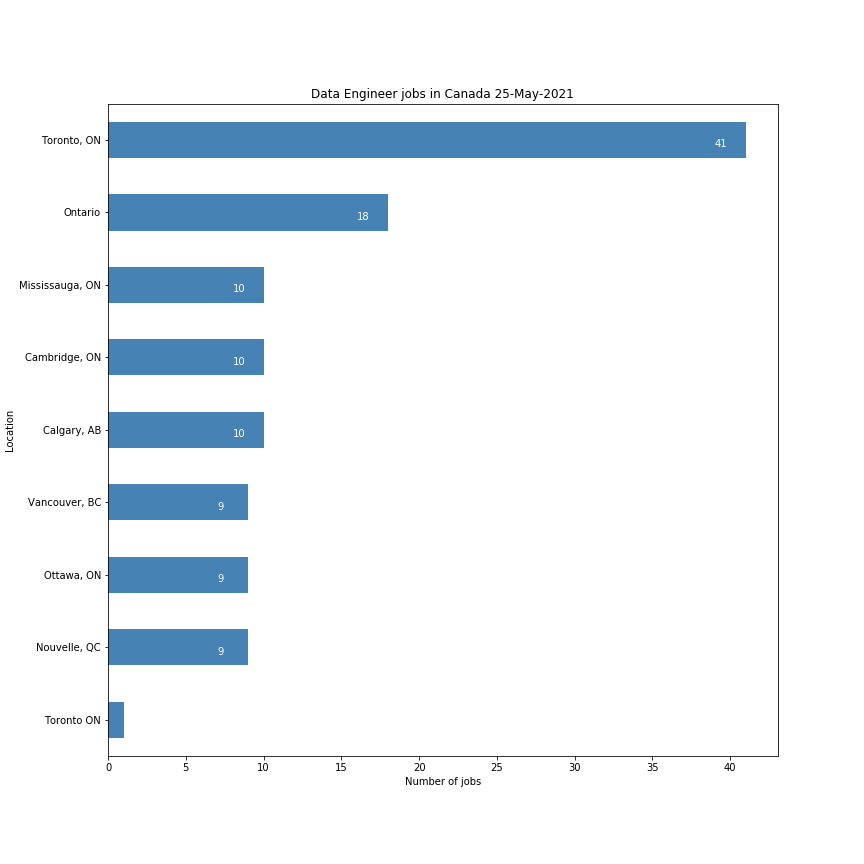 Data Engineer jobs in Canada 25-May-2021
Toronto, ON
41
Ontario
18
Mississauga, ON
10
Cambridge, ON
10
Calgary, AB
10
Vancouver, BC
9
Ottawa, ON
9
Nouvelle, QC
9
Toronto ON
Location
0 5 10 15 20 25 30 35 40
Number of jobs